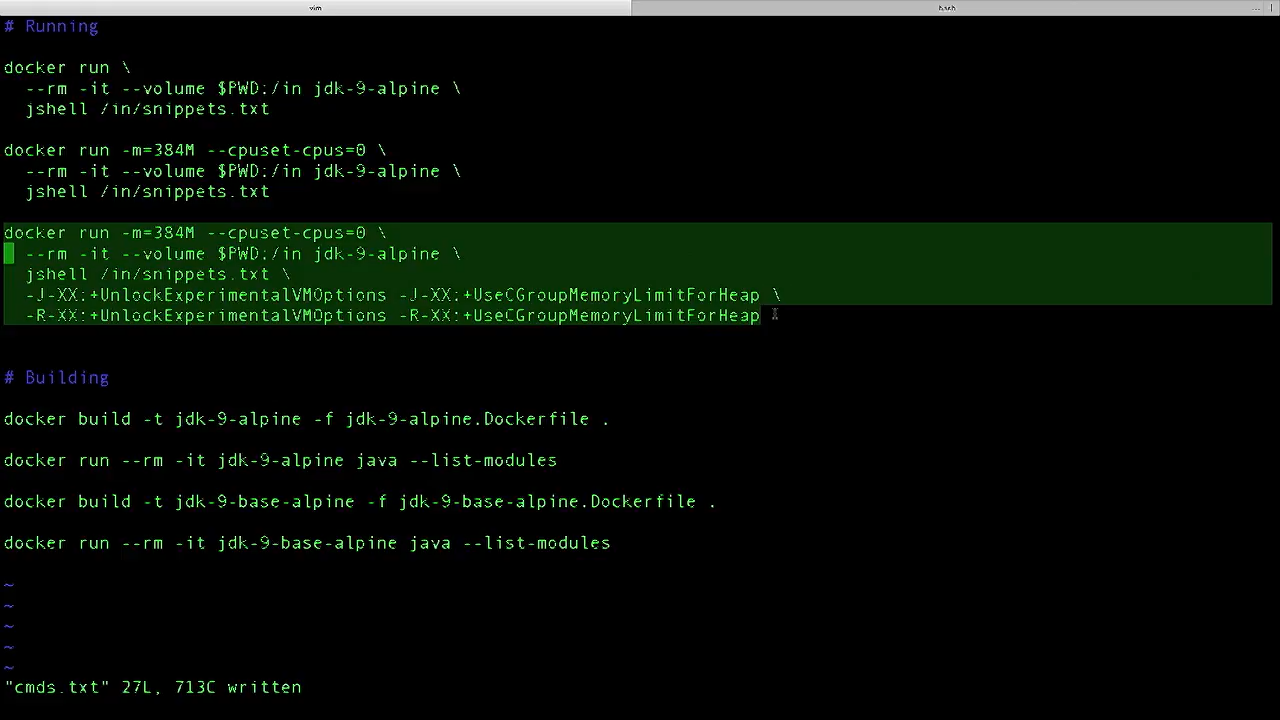 vim
bash
# Running
docker run \
--rm -it --volume $PWD:/in jdk-9-alpine \
jshell /in/snippets.txt
docker run -m=384M --cpuset-cpus=0 \
--rm -it --volume $PWD:/in jdk-9-alpine \
jshell /in/snippets.txt
docker run -m=384M --cpuset-cpus=0 \
--rm -it --volume $PWD:/in jdk-9-alpine \
jshell /in/snippets.txt \
-J-XX:+UnlockExperimentalVMOptions -J-XX:+UseCGroupMemoryLimitForHeap \
-R-XX:+UnlockExperimentalVMOptions -R-XX:+UseCGroupMemoryLimitForHeap
# Building
docker build -t jdk-9-alpine -f jdk-9-alpine.Dockerfile .
docker run --rm -it jdk-9-alpine java --list-modules
docker build -t jdk-9-base-alpine -f jdk-9-base-alpine.Dockerfile .
docker run --rm -it jdk-9-base-alpine java --list-modules
~
~
~
~
~
"cmds.txt" 27L, 713C written